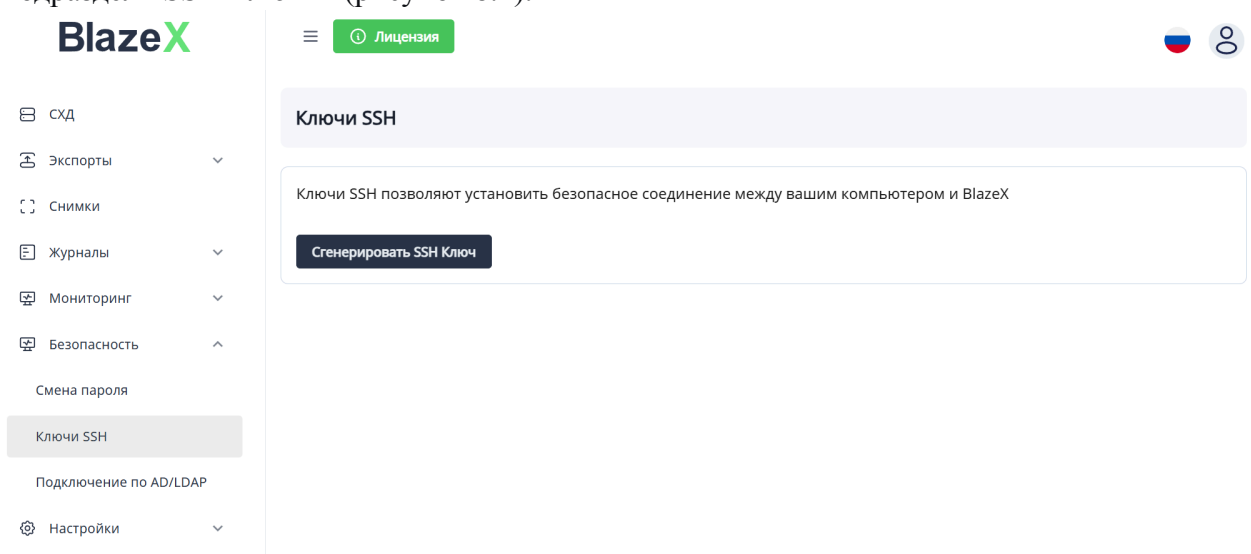 BlazeX
Лицензия
СХД
Экспорты
Снимки
Журналы
Мониторинг
Безопасность
Смена пароля
Ключи SSH
Подключение по AD/LDAP
Настройки
Ключи SSH
Ключи SSH позволяют установить безопасное соединение между вашим компьютером и BlazeX
Сгенерировать SSH Ключ